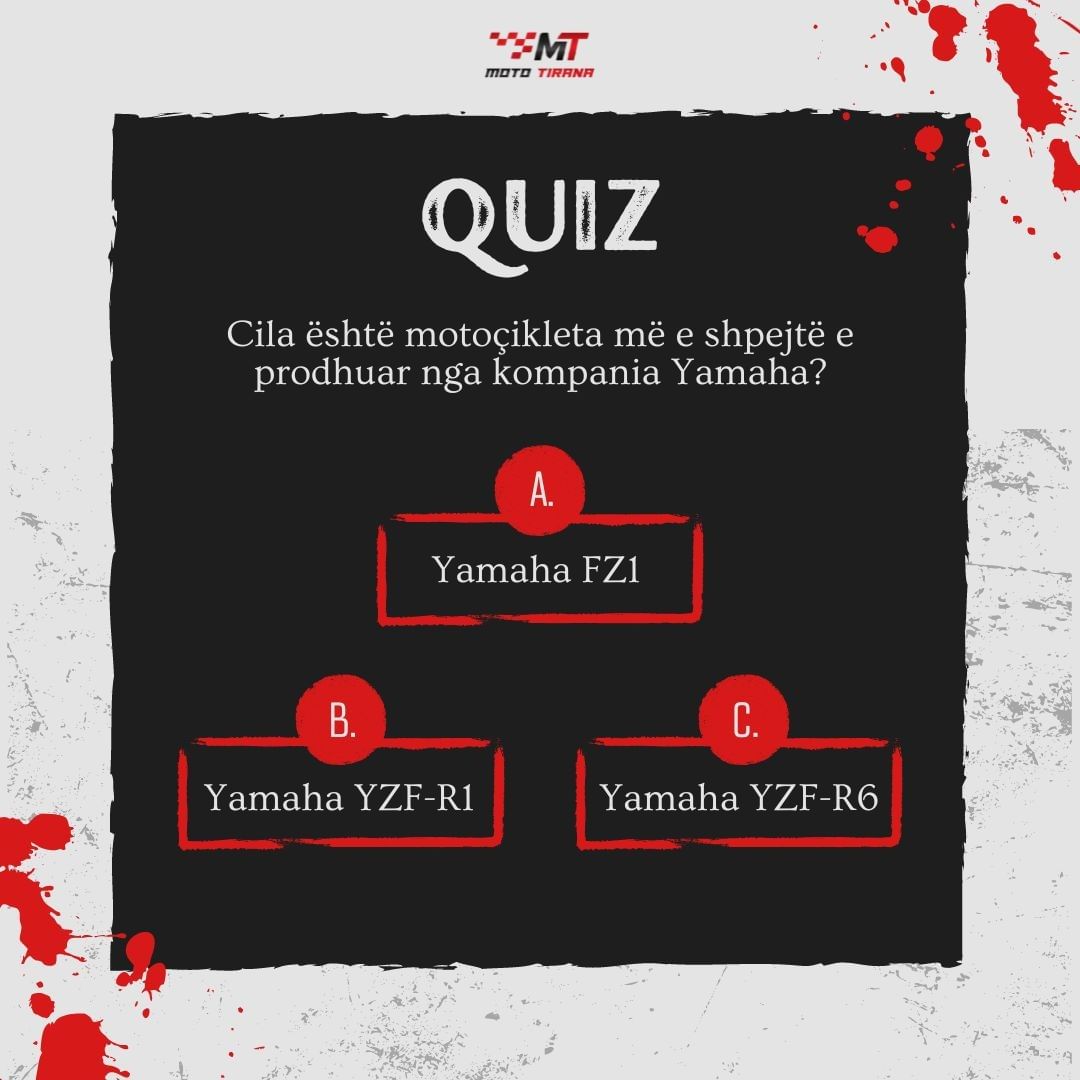 MT
MOTO TIRANA
QUIZ
Cila është motoçikleta më e shpejtë e
prodhuar nga kompania Yamaha?
A.
Yamaha FZ1
B.
Yamaha YZF-R1
C.
Yamaha YZF-R6